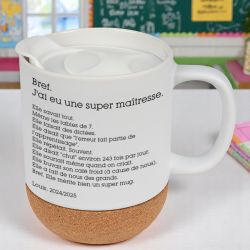 Bref.
J'ai eu une super maîtresse.
Elle savait tout.
Même les tables de 7.
Elle faisait des dictées.
Elle disait que "l'erreur fait partie de
l'apprentissage".
Elle répétait. Souvent.
Elle disait "chut" environ 243 fois par jour.
Elle souriait même quand on criait.
Elle buvait son café froid (à cause de nous).
Elle a fait de nous des grands.
Bref. Elle mérite bien un super mug.
Louis, 2024/2025